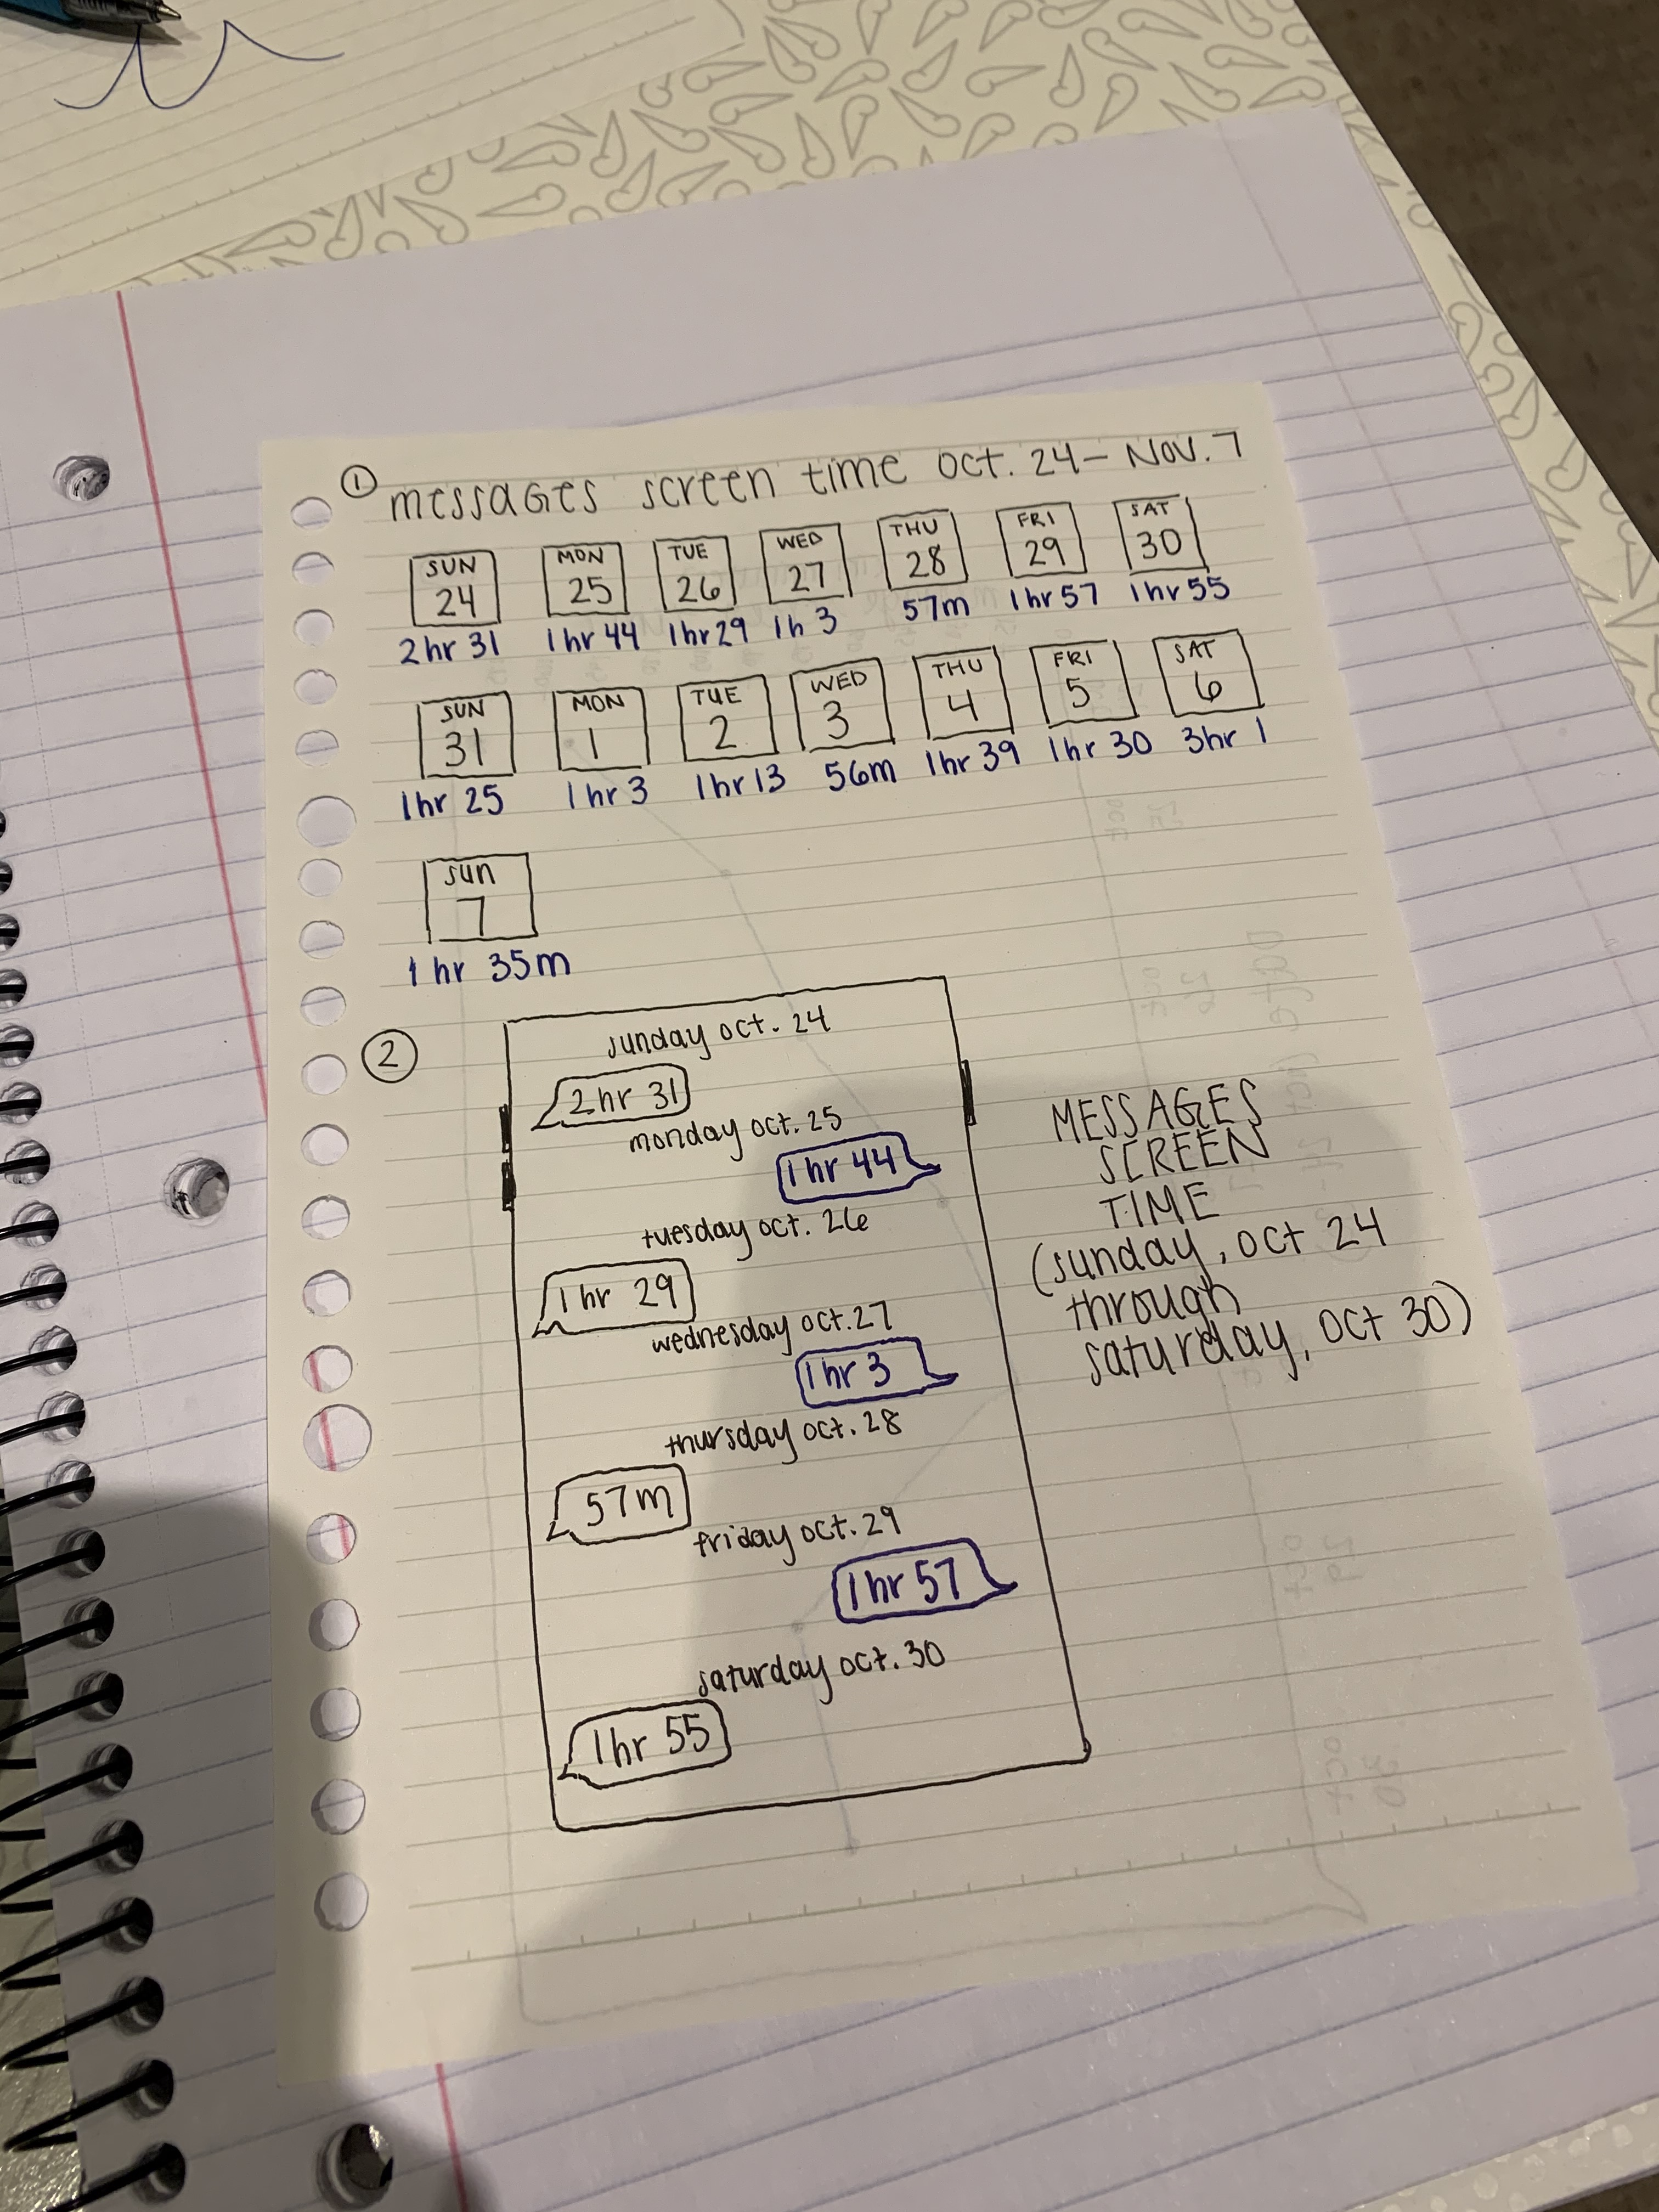 ① messages screen time oct. 24 - Nov. 7
SUN MON TUE WED THU FRI SAT
24 25 26 27 28 29 30
2 hr 31 1 hr 44 1 hr 29 1 h 3 57m 1 hr 57 1 hr 55
SUN MON TUE WED THU FRI SAT
31 1 2 3 4 5 6
1 hr 25 1 hr 3 1 hr 13 56m 1 hr 39 1 hr 30 3 hr 1
sun
7
1 hr 35m
②
sunday oct. 24
2 hr 31
monday oct. 25
1 hr 44
tuesday oct. 26
1 hr 29
wednesday oct. 27
1 hr 3
thursday oct. 28
57m
friday oct. 29
1 hr 57
saturday oct. 30
1 hr 55
MESSAGES
SCREEN
TIME
(sunday, oct 24
through
saturday, oct 30)